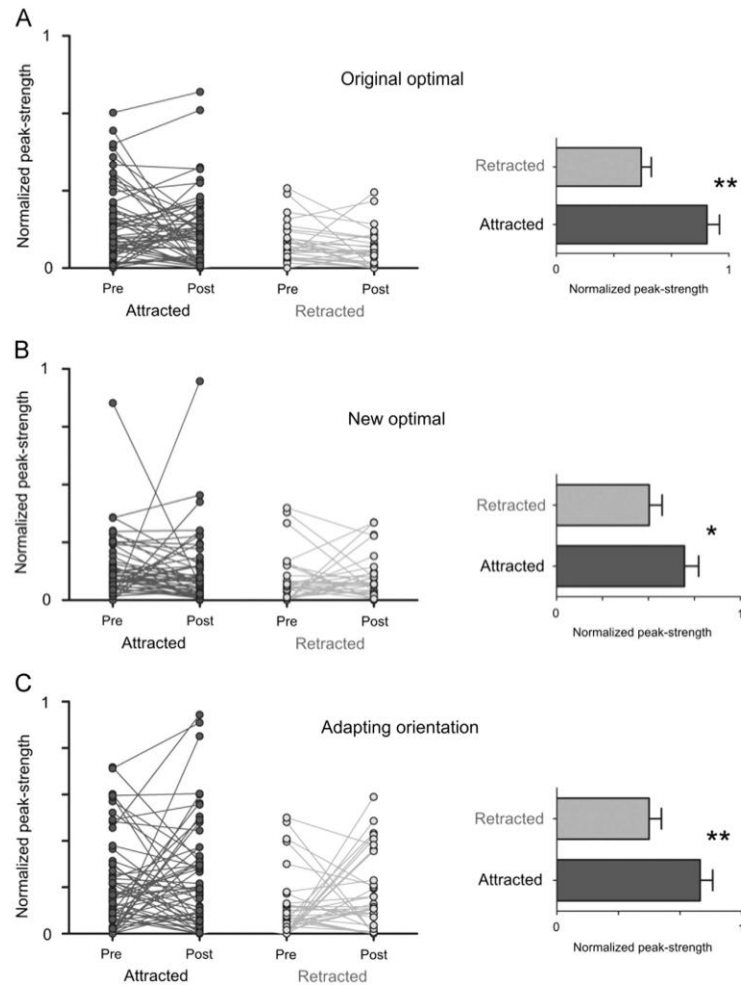 A
1
Original optimal
Normalized peak-strength
0
Pre Post Pre Post
Attracted Retracted
Retracted
**
Attracted
0 1
Normalized peak-strength
B
1
New optimal
Normalized peak-strength
0
Pre Post Pre Post
Attracted Retracted
Retracted
*
Attracted
0 1
Normalized peak-strength
C
1
Adapting orientation
Normalized peak-strength
0
Pre Post Pre Post
Attracted Retracted
Retracted
**
Attracted
0 1
Normalized peak-strength